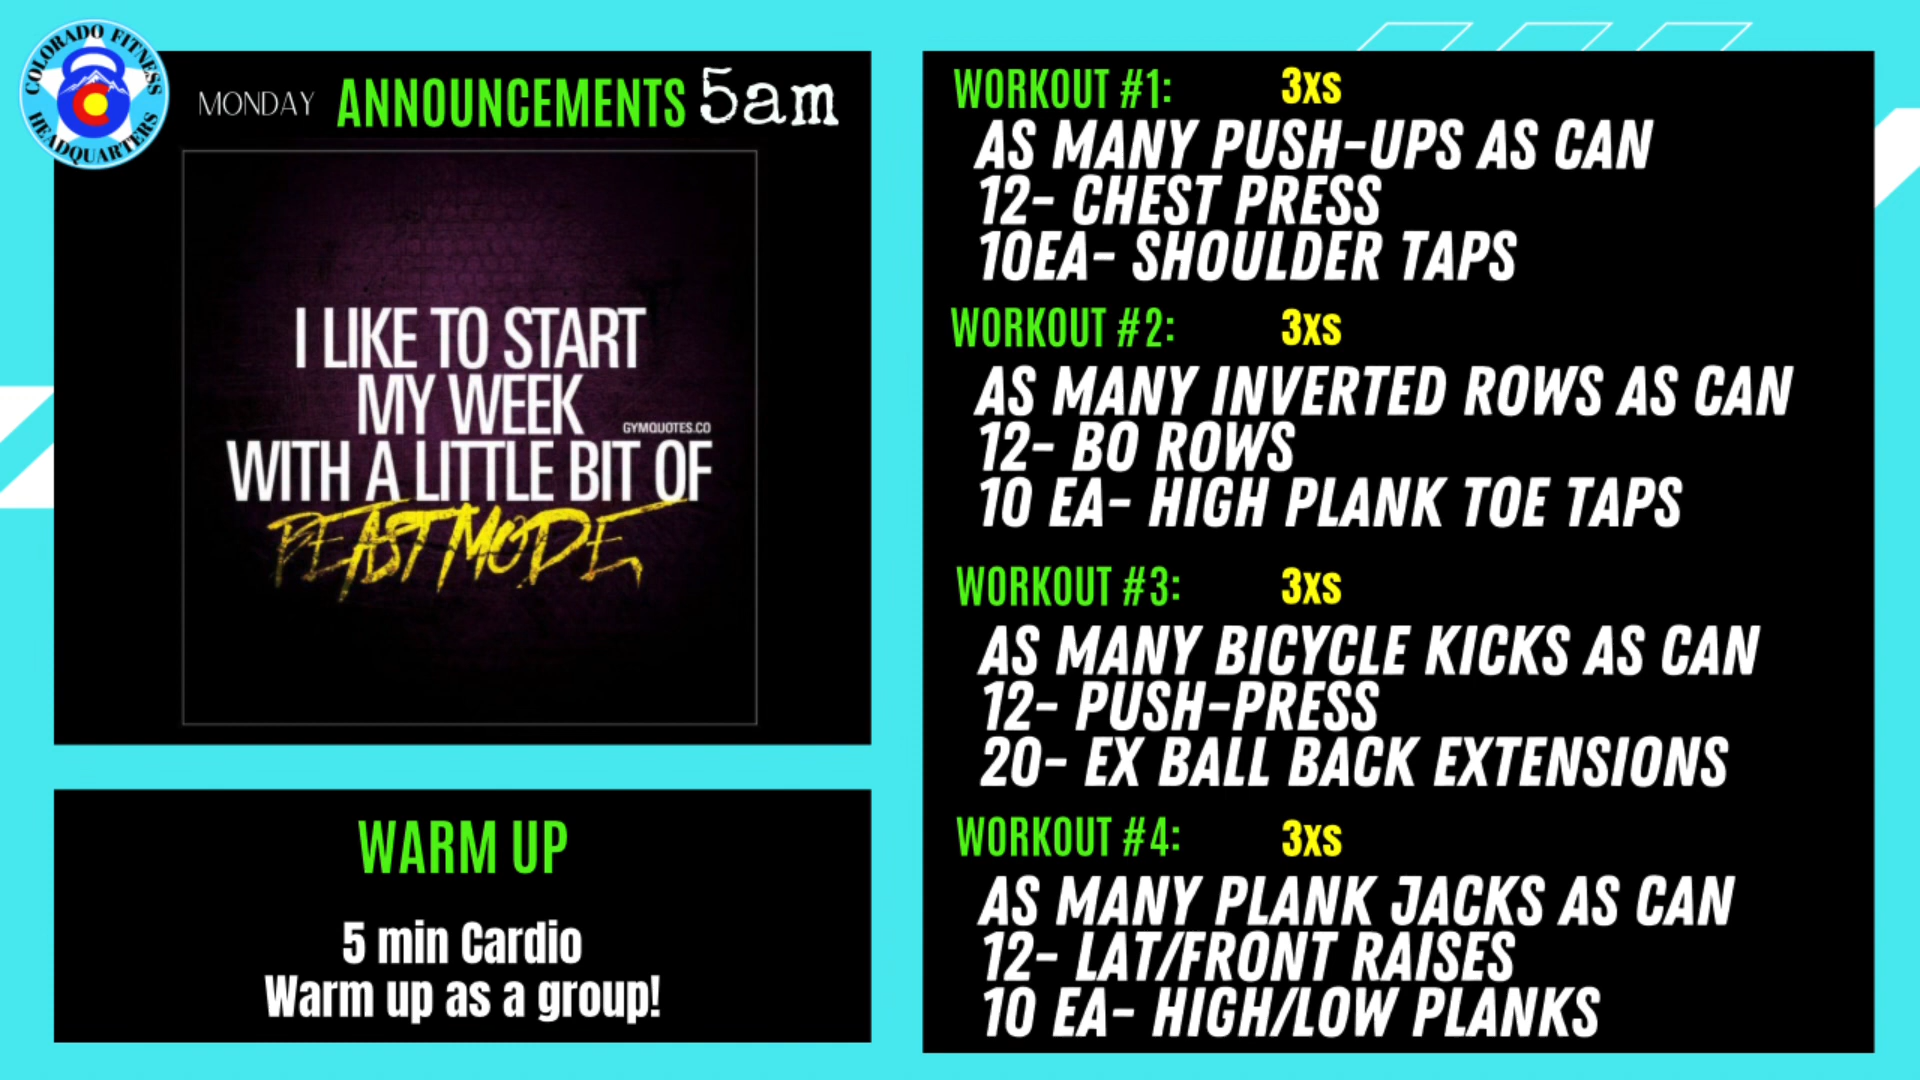 COLORADO FITNESS
HEADQUARTERS
MONDAY ANNOUNCEMENTS 5am
I LIKE TO START
MY WEEK
GYMQUOTES.CO
WITH A LITTLE BIT OF
BEAST MODE
WARM UP
5 min Cardio
Warm up as a group!
WORKOUT #1: 3xs
AS MANY PUSH-UPS AS CAN
12- CHEST PRESS
10EA- SHOULDER TAPS
WORKOUT #2: 3xs
AS MANY INVERTED ROWS AS CAN
12- BO ROWS
10 EA- HIGH PLANK TOE TAPS
WORKOUT #3: 3xs
AS MANY BICYCLE KICKS AS CAN
12- PUSH-PRESS
20- EX BALL BACK EXTENSIONS
WORKOUT #4: 3xs
AS MANY PLANK JACKS AS CAN
12- LAT/FRONT RAISES
10 EA- HIGH/LOW PLANKS